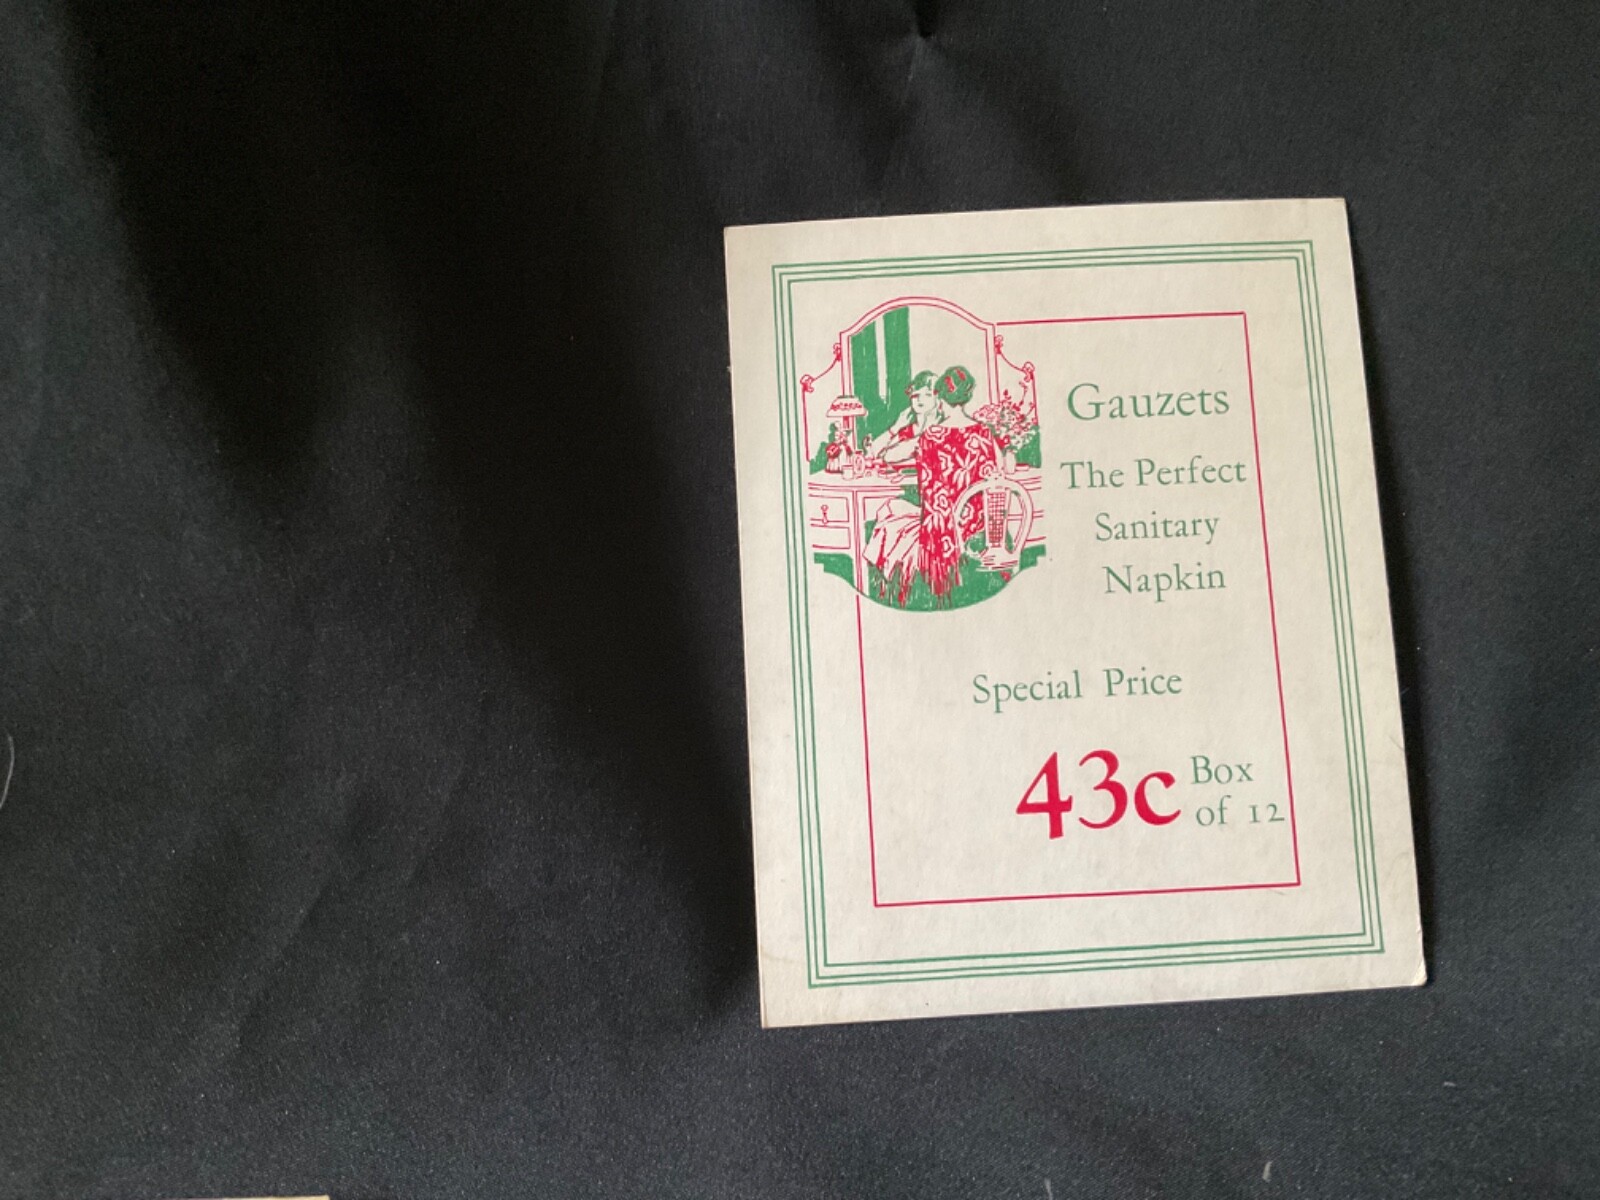 Gauzets
The Perfect
Sanitary
Napkin
Special Price
43c Box
of 12